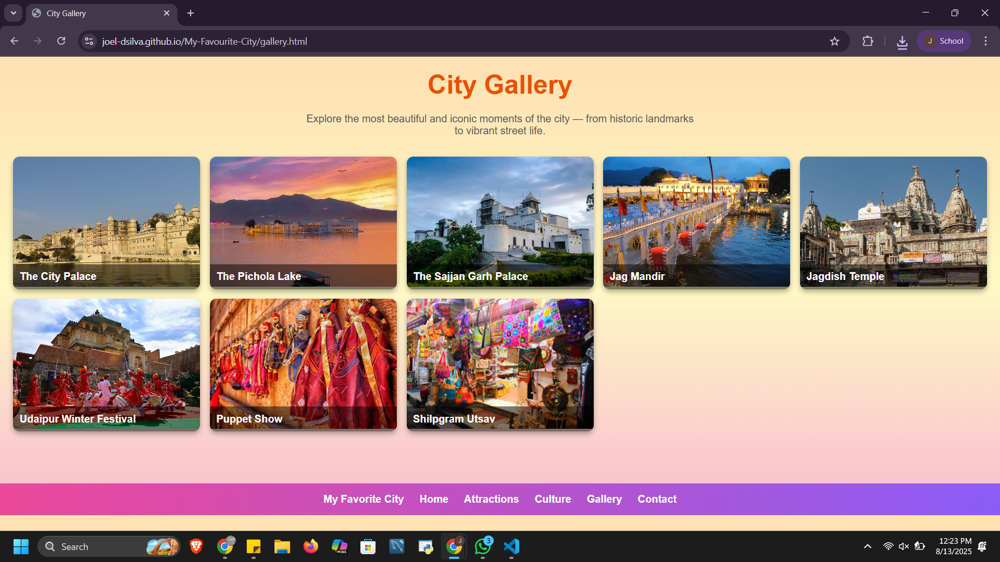 City Gallery
joel-dsilva.github.io/My-Favourite-City/gallery.html
J
School
City Gallery
Explore the most beautiful and iconic moments of the city — from historic landmarks
to vibrant street life.
The City Palace
The Pichola Lake
The Sajjan Garh Palace
Jag Mandir
Jagdish Temple
Udaipur Winter Festival
Puppet Show
Shilpgram Utsav
My Favorite City
Home
Attractions
Culture
Gallery
Contact
Search
M365
J
3
12:23 PM
8/13/2025